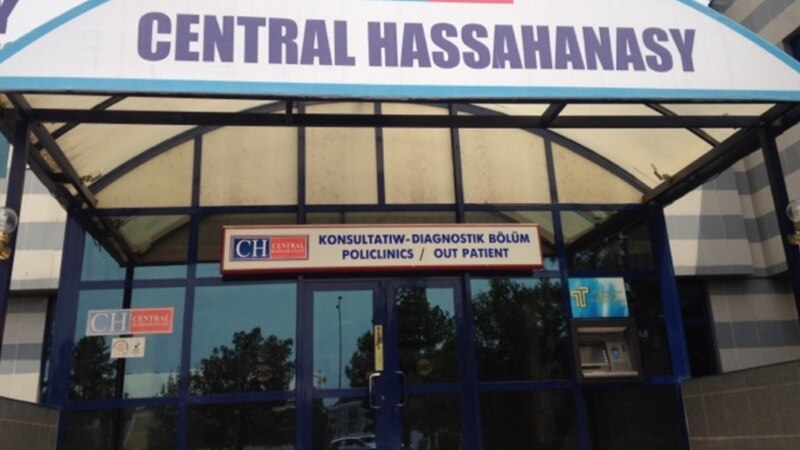 CENTRAL HASSAHANASY
CH CENTRAL
HASSAHANASY
KONSULTATIW-DIAGNOSTIK BÖLÜM
POLICLINICS / OUT PATIENT
CH CENTRAL
HASSAHANASY